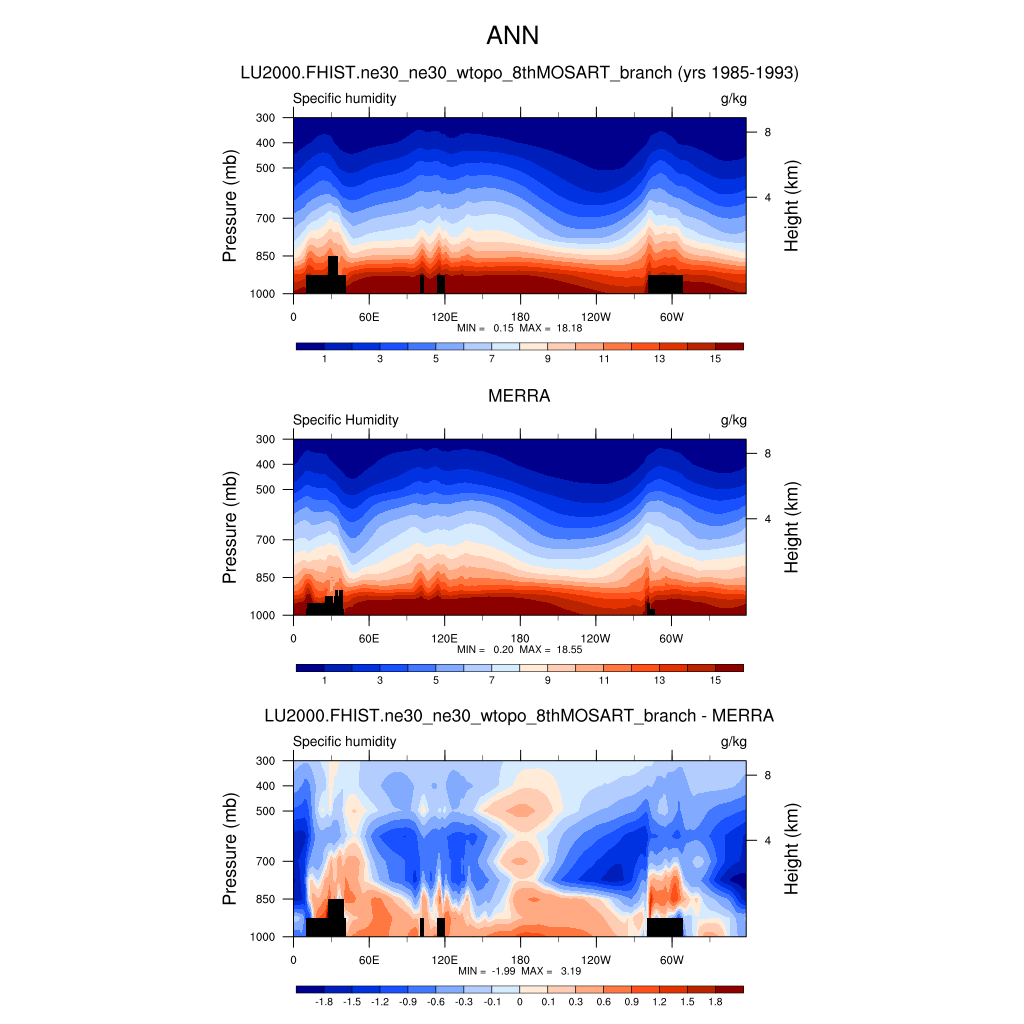 ANN
LU2000.FHIST.ne30_ne30_wtopo_8thMOSART_branch (yrs 1985-1993)
Specific humidity g/kg
Pressure (mb)
300
400
500
700
850
1000
8
4
Height (km)
0 60E 120E 180 120W 60W
MIN = 0.15 MAX = 18.18
1 3 5 7 9 11 13 15
MERRA
Specific Humidity g/kg
Pressure (mb)
300
400
500
700
850
1000
8
4
Height (km)
0 60E 120E 180 120W 60W
MIN = 0.20 MAX = 18.55
1 3 5 7 9 11 13 15
LU2000.FHIST.ne30_ne30_wtopo_8thMOSART_branch - MERRA
Specific humidity g/kg
Pressure (mb)
300
400
500
700
850
1000
8
4
Height (km)
0 60E 120E 180 120W 60W
MIN = -1.99 MAX = 3.19
-1.8 -1.5 -1.2 -0.9 -0.6 -0.3 -0.1 0 0.1 0.3 0.6 0.9 1.2 1.5 1.8